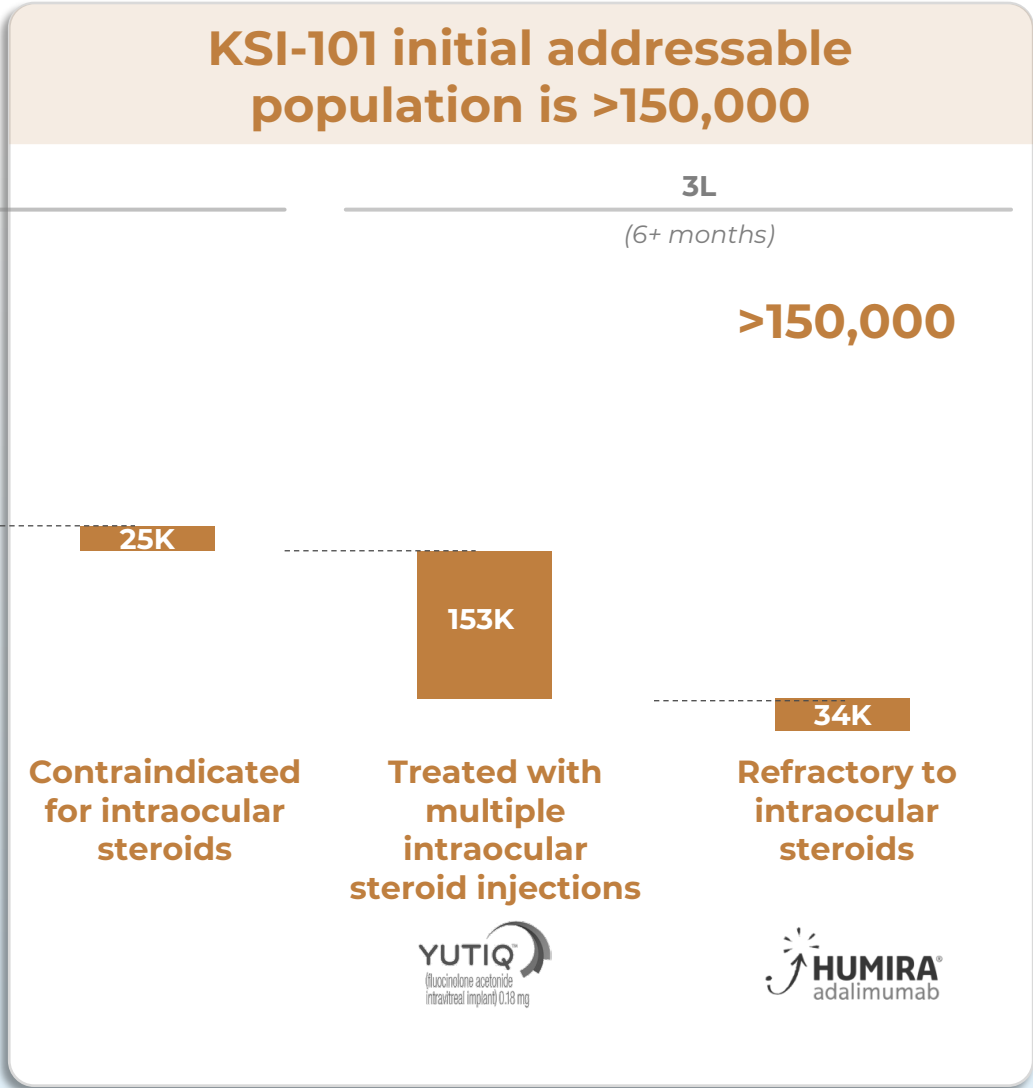 KSI-101 initial addressable
population is >150,000
3L
(6+ months)
>150,000
25K
153K
34K
Contraindicated
for intraocular
steroids
Treated with
multiple
intraocular
steroid injections
Refractory to
intraocular
steroids
YUTIQ™
(fluocinolone acetonide
intravitreal implant) 0.18 mg
HUMIRA®
adalimumab